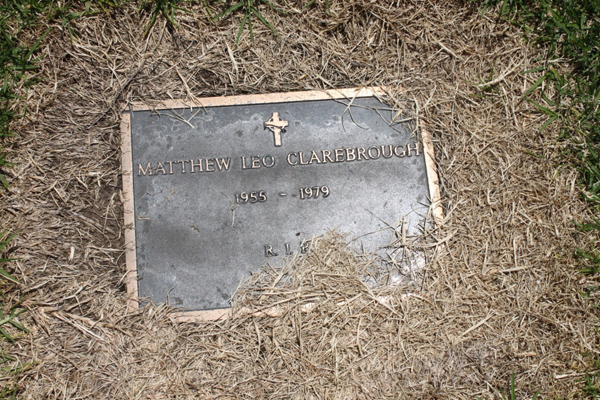 MATTHEW LEO CLAREBROUGH
1955 - 1979
R. I. P.